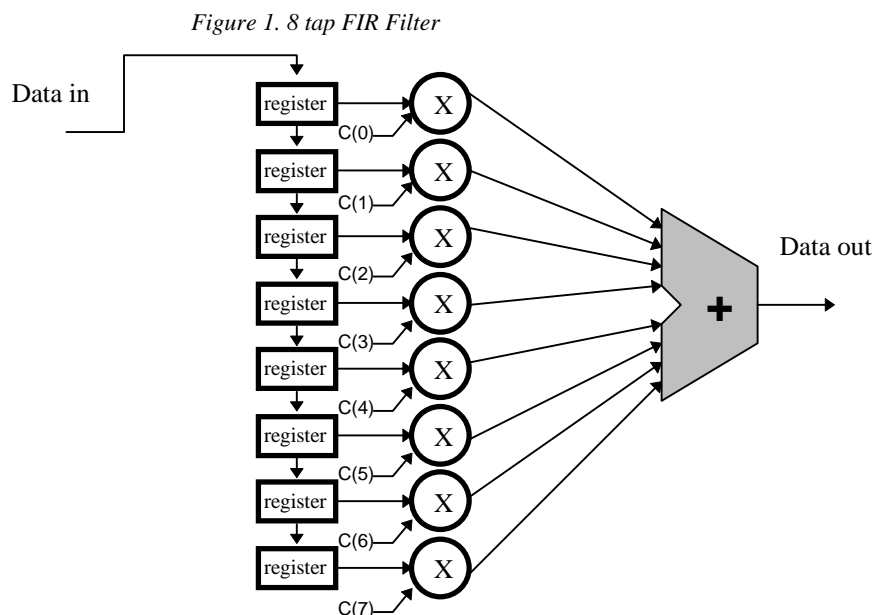 Figure 1. 8 tap FIR Filter
Data in
register
X
C(0)
register
X
C(1)
register
X
C(2)
Data out
register
X
+
C(3)
register
X
C(4)
register
X
C(5)
register
X
C(6)
register
X
C(7)